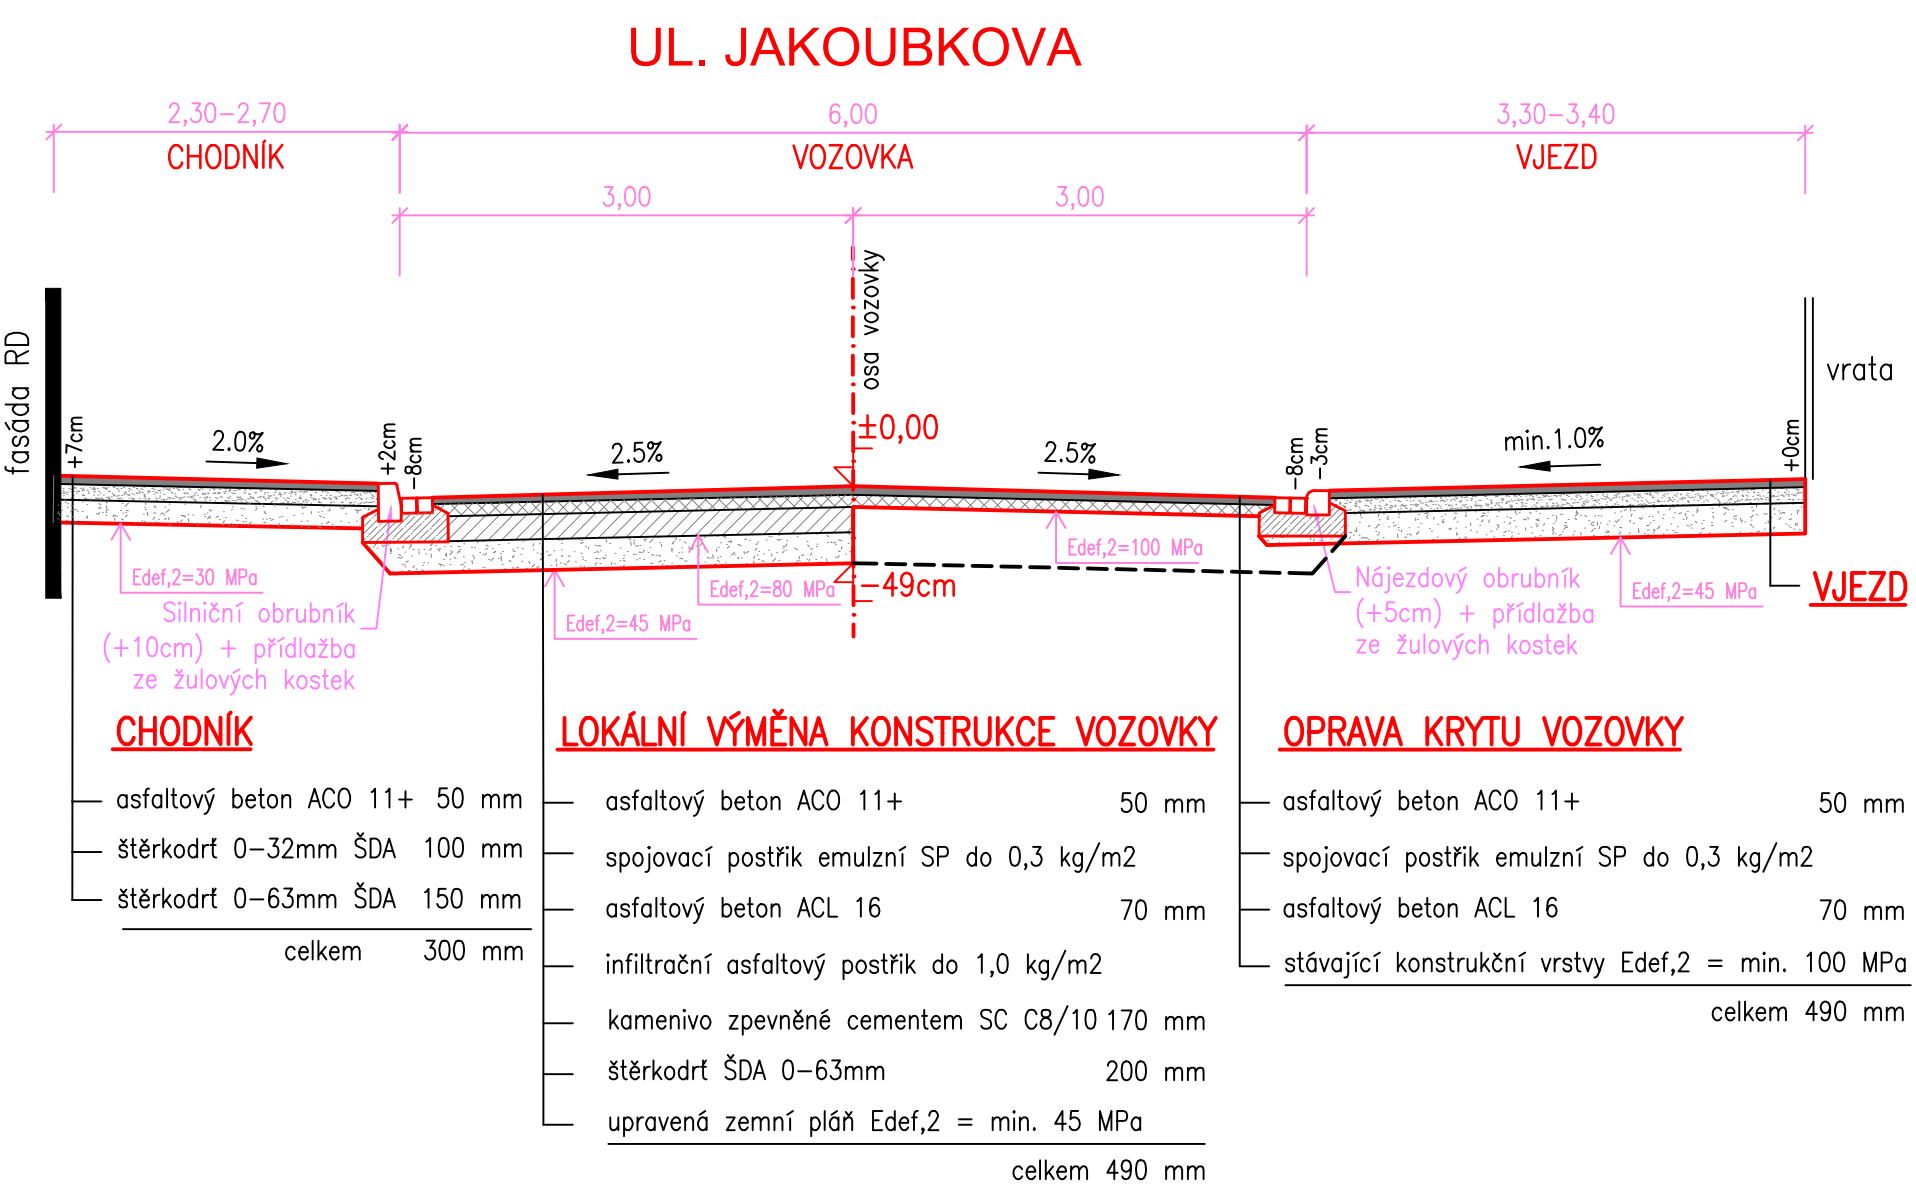 UL. JAKOUBKOVA
2,30-2,70
6,00
3,30-3,40
CHODNÍK
VOZOVKA
VJEZD
3,00
3,00
osa vozovky
fasáda RD
vrata
±0,00
+7cm
2.0%
+2cm
-8cm
2.5%
2.5%
-8cm
-3cm
min.1.0%
+0cm
Edef,2=30 MPa
Edef,2=45 MPa
Edef,2=80 MPa
-49cm
Edef,2=100 MPa
Edef,2=45 MPa
VJEZD
Silniční obrubník
(+10cm) + přídlažba
ze žulových kostek
Nájezdový obrubník
(+5cm) + přídlažba
ze žulových kostek
CHODNÍK
asfaltový beton ACO 11+ 50 mm
štěrkodrť 0-32mm ŠDA 100 mm
štěrkodrť 0-63mm ŠDA 150 mm
celkem 300 mm
LOKÁLNÍ VÝMĚNA KONSTRUKCE VOZOVKY
asfaltový beton ACO 11+ 50 mm
spojovací postřik emulzní SP do 0,3 kg/m2
asfaltový beton ACL 16 70 mm
infiltrační asfaltový postřik do 1,0 kg/m2
kamenivo zpevněné cementem SC C8/10 170 mm
štěrkodrť ŠDA 0-63mm 200 mm
upravená zemní pláň Edef,2 = min. 45 MPa
celkem 490 mm
OPRAVA KRYTU VOZOVKY
asfaltový beton ACO 11+ 50 mm
spojovací postřik emulzní SP do 0,3 kg/m2
asfaltový beton ACL 16 70 mm
stávající konstrukční vrstvy Edef,2 = min. 100 MPa
celkem 490 mm